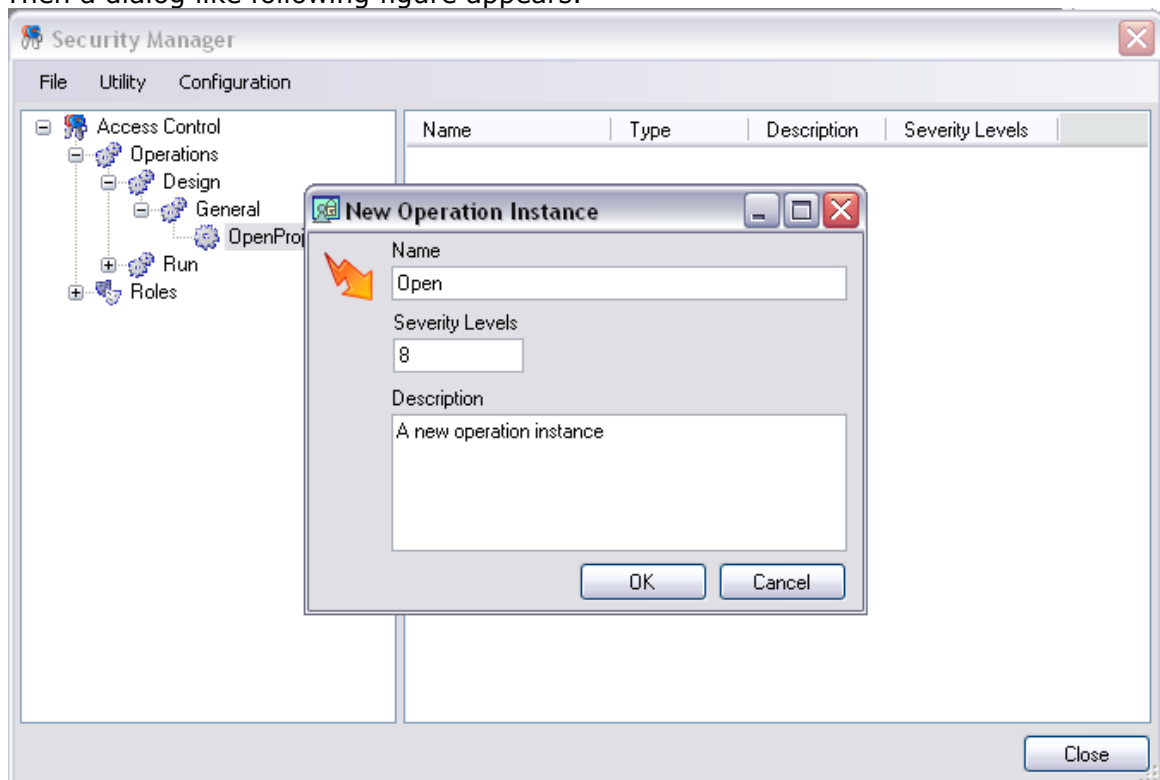 Then a dialog like following figure appears.
Security Manager
File Utility Configuration
Access Control
Operations
Design
General
OpenProj
Run
Roles
Name Type Description Severity Levels
New Operation Instance
Name
Open
Severity Levels
8
Description
A new operation instance
OK Cancel
Close